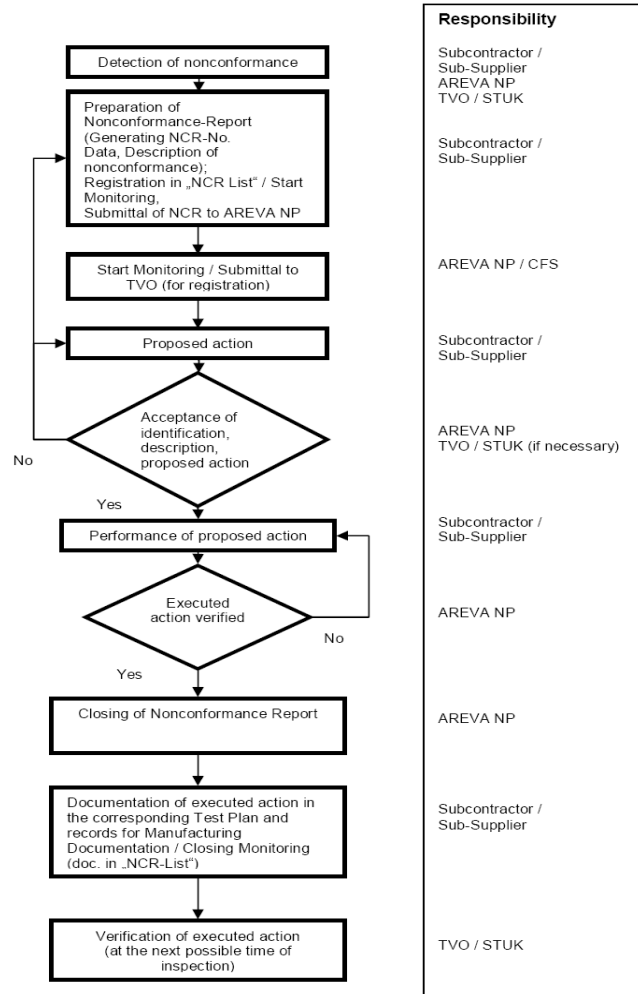 Responsibility
Detection of nonconformance
Subcontractor /
Sub-Supplier
AREVA NP
TVO / STUK
Preparation of
Nonconformance-Report
(Generating NCR-No.
Data, Description of
nonconformance);
Registration in „NCR List“ / Start
Monitoring,
Submittal of NCR to AREVA NP
Subcontractor /
Sub-Supplier
Start Monitoring / Submittal to
TVO (for registration)
AREVA NP / CFS
Proposed action
Subcontractor /
Sub-Supplier
Acceptance of
identification,
description,
proposed action
No
Yes
AREVA NP
TVO / STUK (if necessary)
Performance of proposed action
Subcontractor /
Sub-Supplier
Executed
action verified
No
Yes
AREVA NP
Closing of Nonconformance Report
AREVA NP
Documentation of executed action in
the corresponding Test Plan and
records for Manufacturing
Documentation / Closing Monitoring
(doc. in „NCR-List“)
Subcontractor /
Sub-Supplier
Verification of executed action
(at the next possible time of
inspection)
TVO / STUK